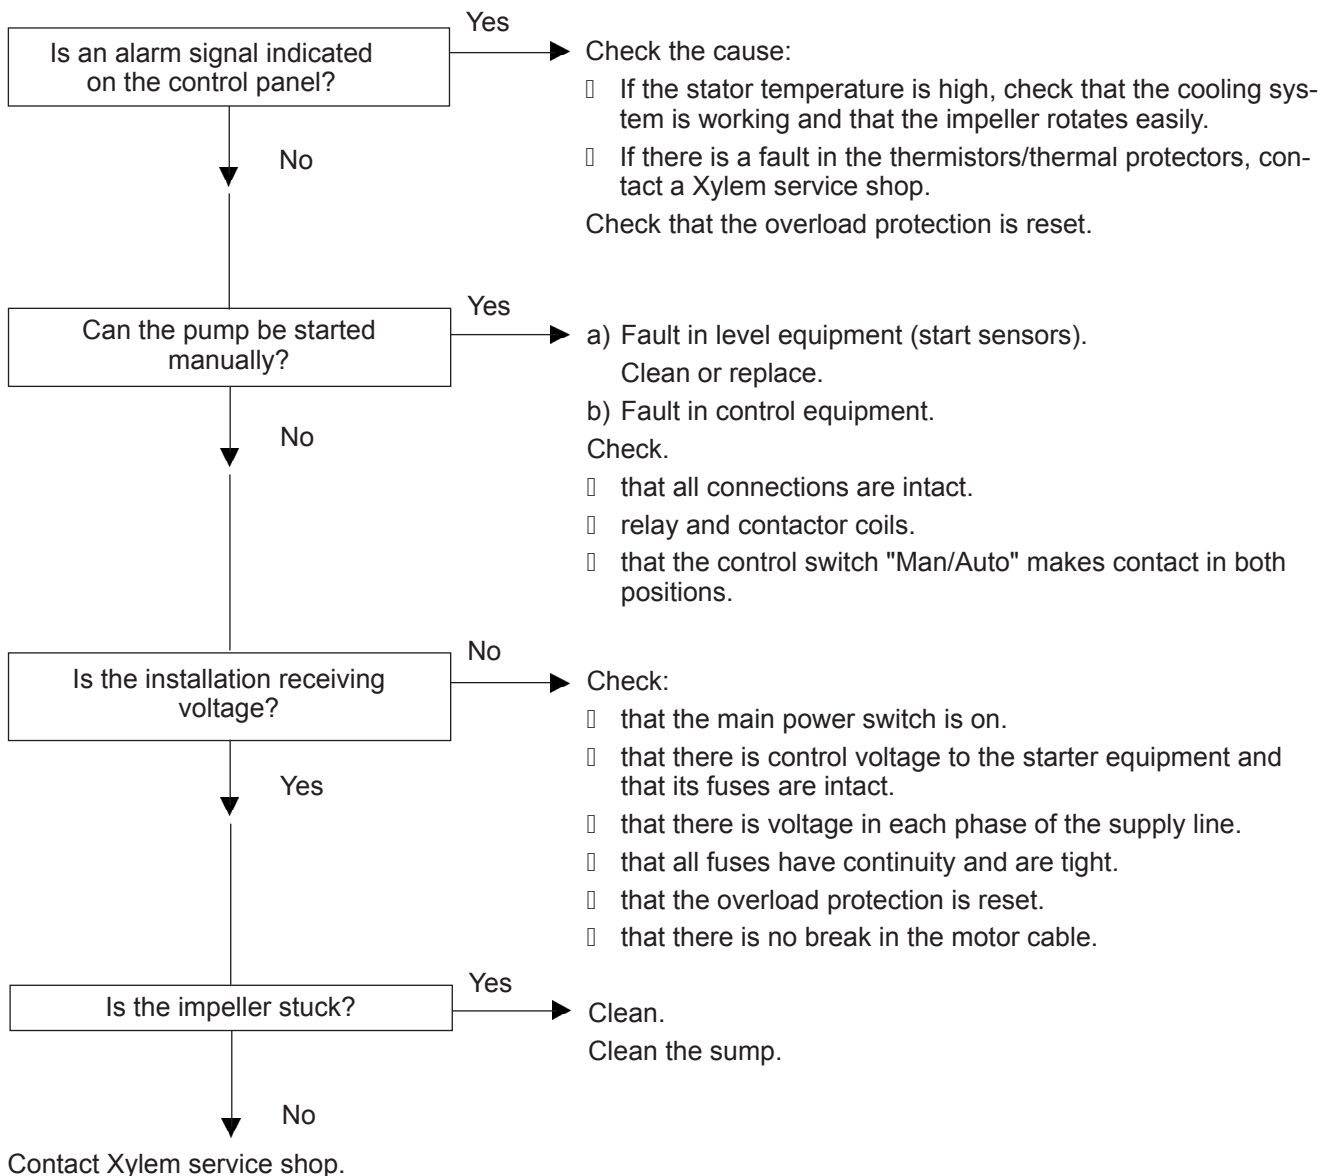 Yes
Is an alarm signal indicated
on the control panel?
Check the cause:
▯ If the stator temperature is high, check that the cooling sys-
tem is working and that the impeller rotates easily.
▯ If there is a fault in the thermistors/thermal protectors, con-
tact a Xylem service shop.
Check that the overload protection is reset.
No
Yes
Can the pump be started
manually?
a) Fault in level equipment (start sensors).
Clean or replace.
b) Fault in control equipment.
Check.
▯ that all connections are intact.
▯ relay and contactor coils.
▯ that the control switch "Man/Auto" makes contact in both
positions.
No
No
Is the installation receiving
voltage?
Check:
▯ that the main power switch is on.
▯ that there is control voltage to the starter equipment and
that its fuses are intact.
▯ that there is voltage in each phase of the supply line.
▯ that all fuses have continuity and are tight.
▯ that the overload protection is reset.
▯ that there is no break in the motor cable.
Yes
Yes
Is the impeller stuck?
Clean.
Clean the sump.
No
Contact Xylem service shop.